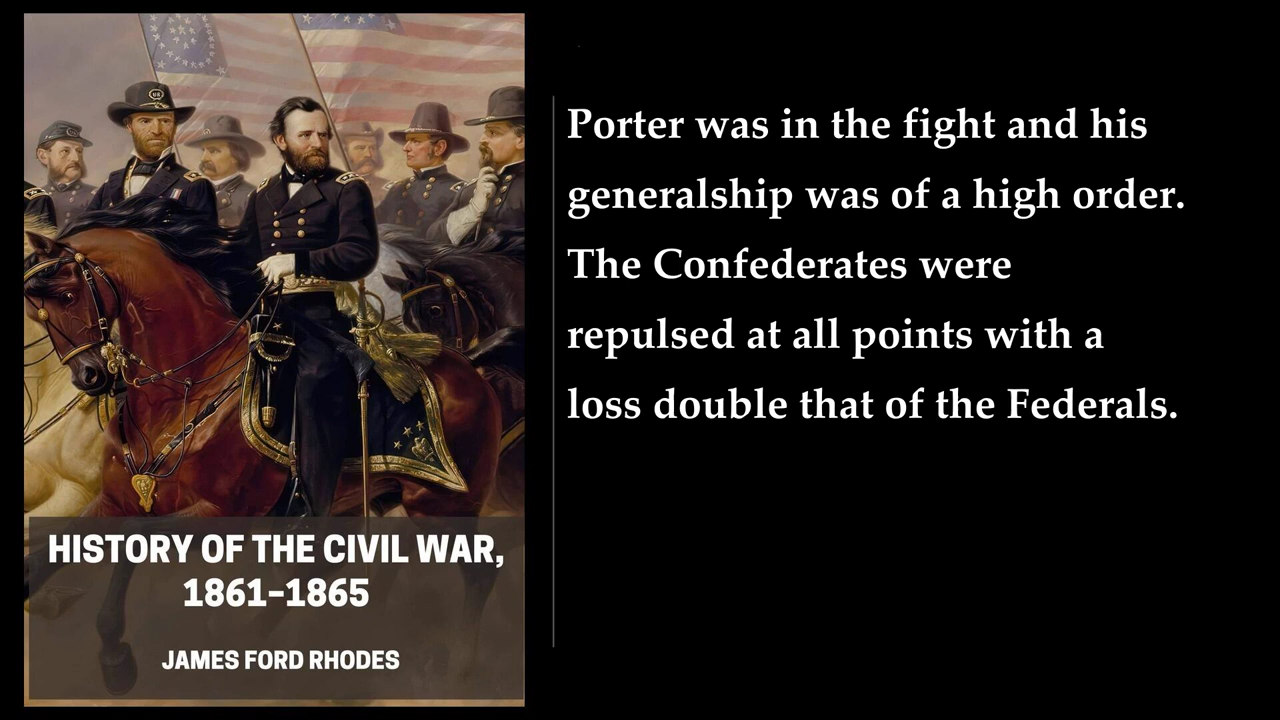 Porter was in the fight and his
generalship was of a high order.
The Confederates were
repulsed at all points with a
loss double that of the Federals.
HISTORY OF THE CIVIL WAR,
1861–1865
JAMES FORD RHODES